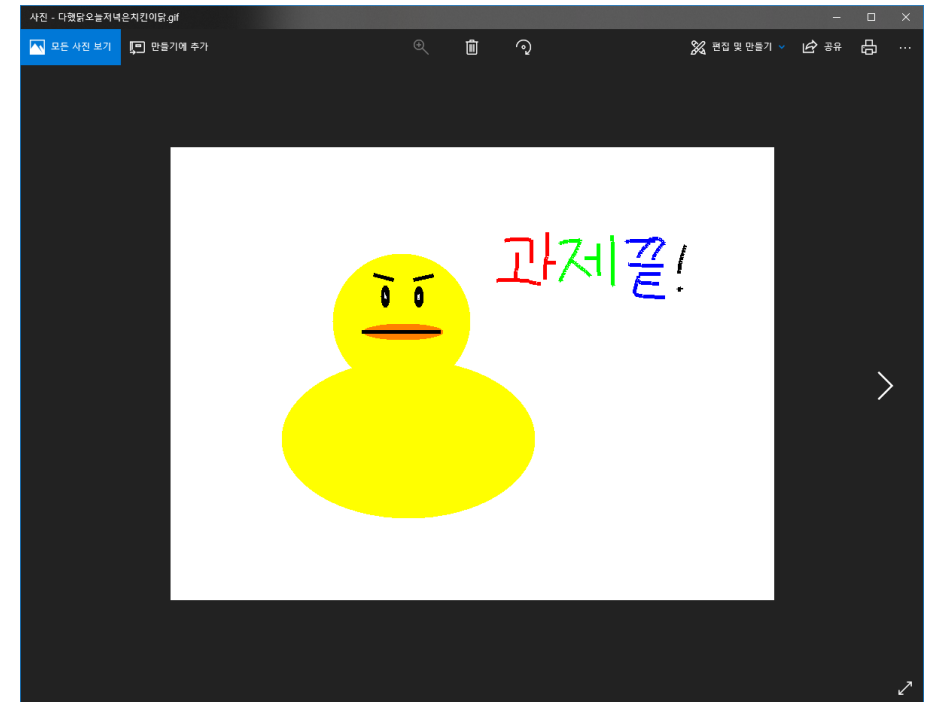 사진 - 다했닭오늘저녁은치킨이닭.gif
모든 사진 보기 만들기에 추가 편집 및 만들기 공유
과제끝!